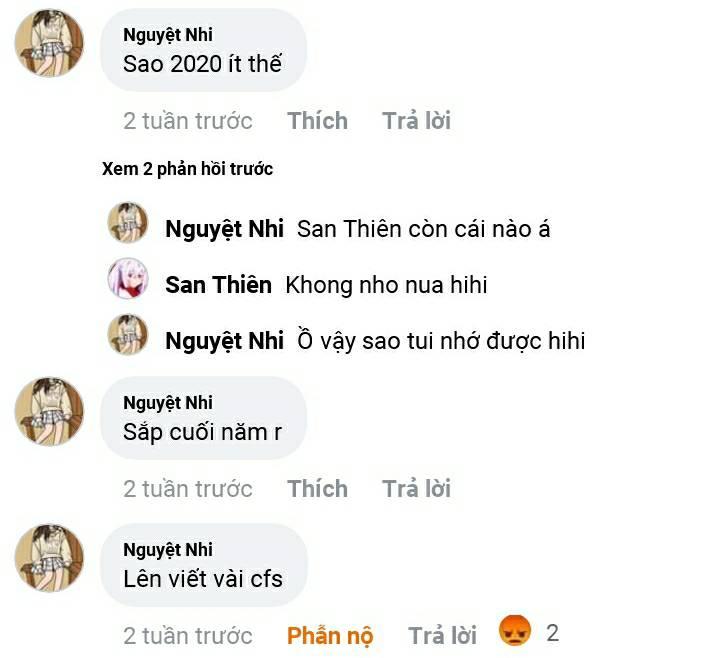 Nguyệt Nhi
Sao 2020 ít thế
2 tuần trước Thích Trả lời
Xem 2 phản hồi trước
Nguyệt Nhi San Thiên còn cái nào á
San Thiên Khong nho nua hihi
Nguyệt Nhi Ồ vậy sao tui nhớ được hihi
Nguyệt Nhi
Sắp cuối năm r
2 tuần trước Thích Trả lời
Nguyệt Nhi
Lên viết vài cfs
2 tuần trước Phẫn nộ Trả lời 2